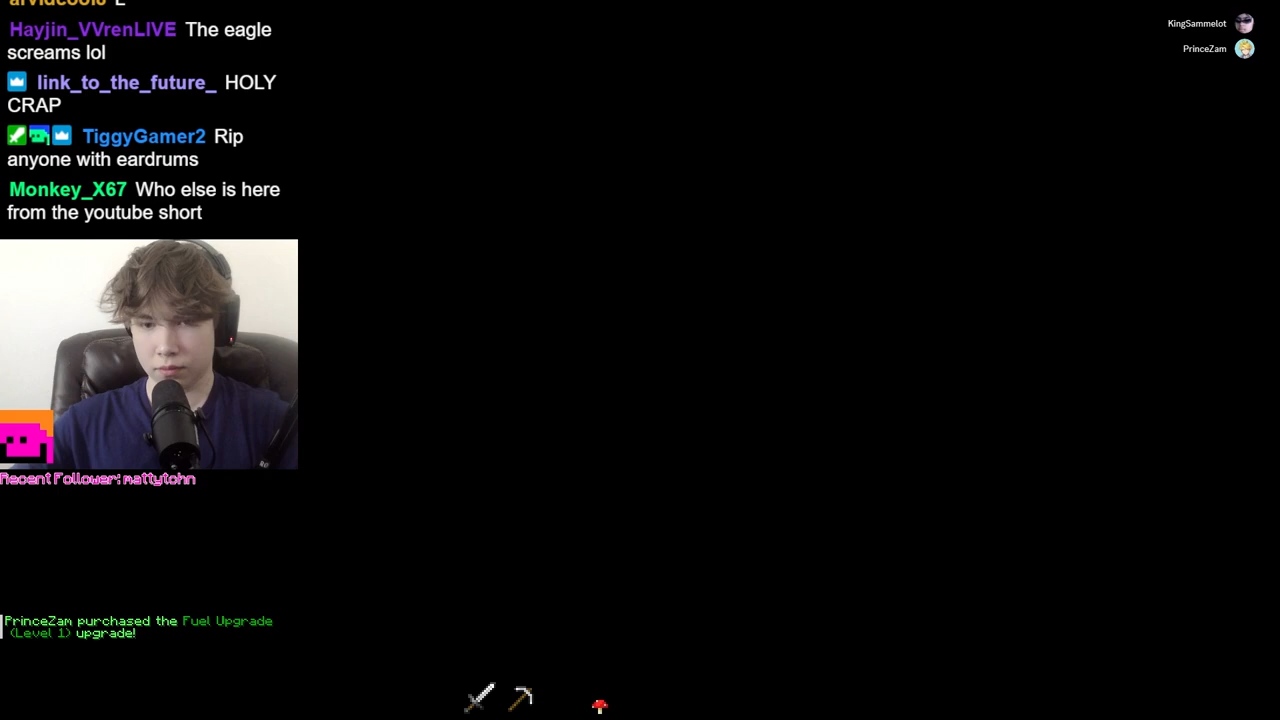 Hayjin_VVrenLIVE The eagle
screams lol
link_to_the_future_ HOLY
CRAP
TiggyGamer2 Rip
anyone with eardrums
Monkey_X67 Who else is here
from the youtube short
KingSammelot
PrinceZam
Recent Follower: mattytohn
PrinceZam purchased the Fuel Upgrade
(Level 1) upgrade!